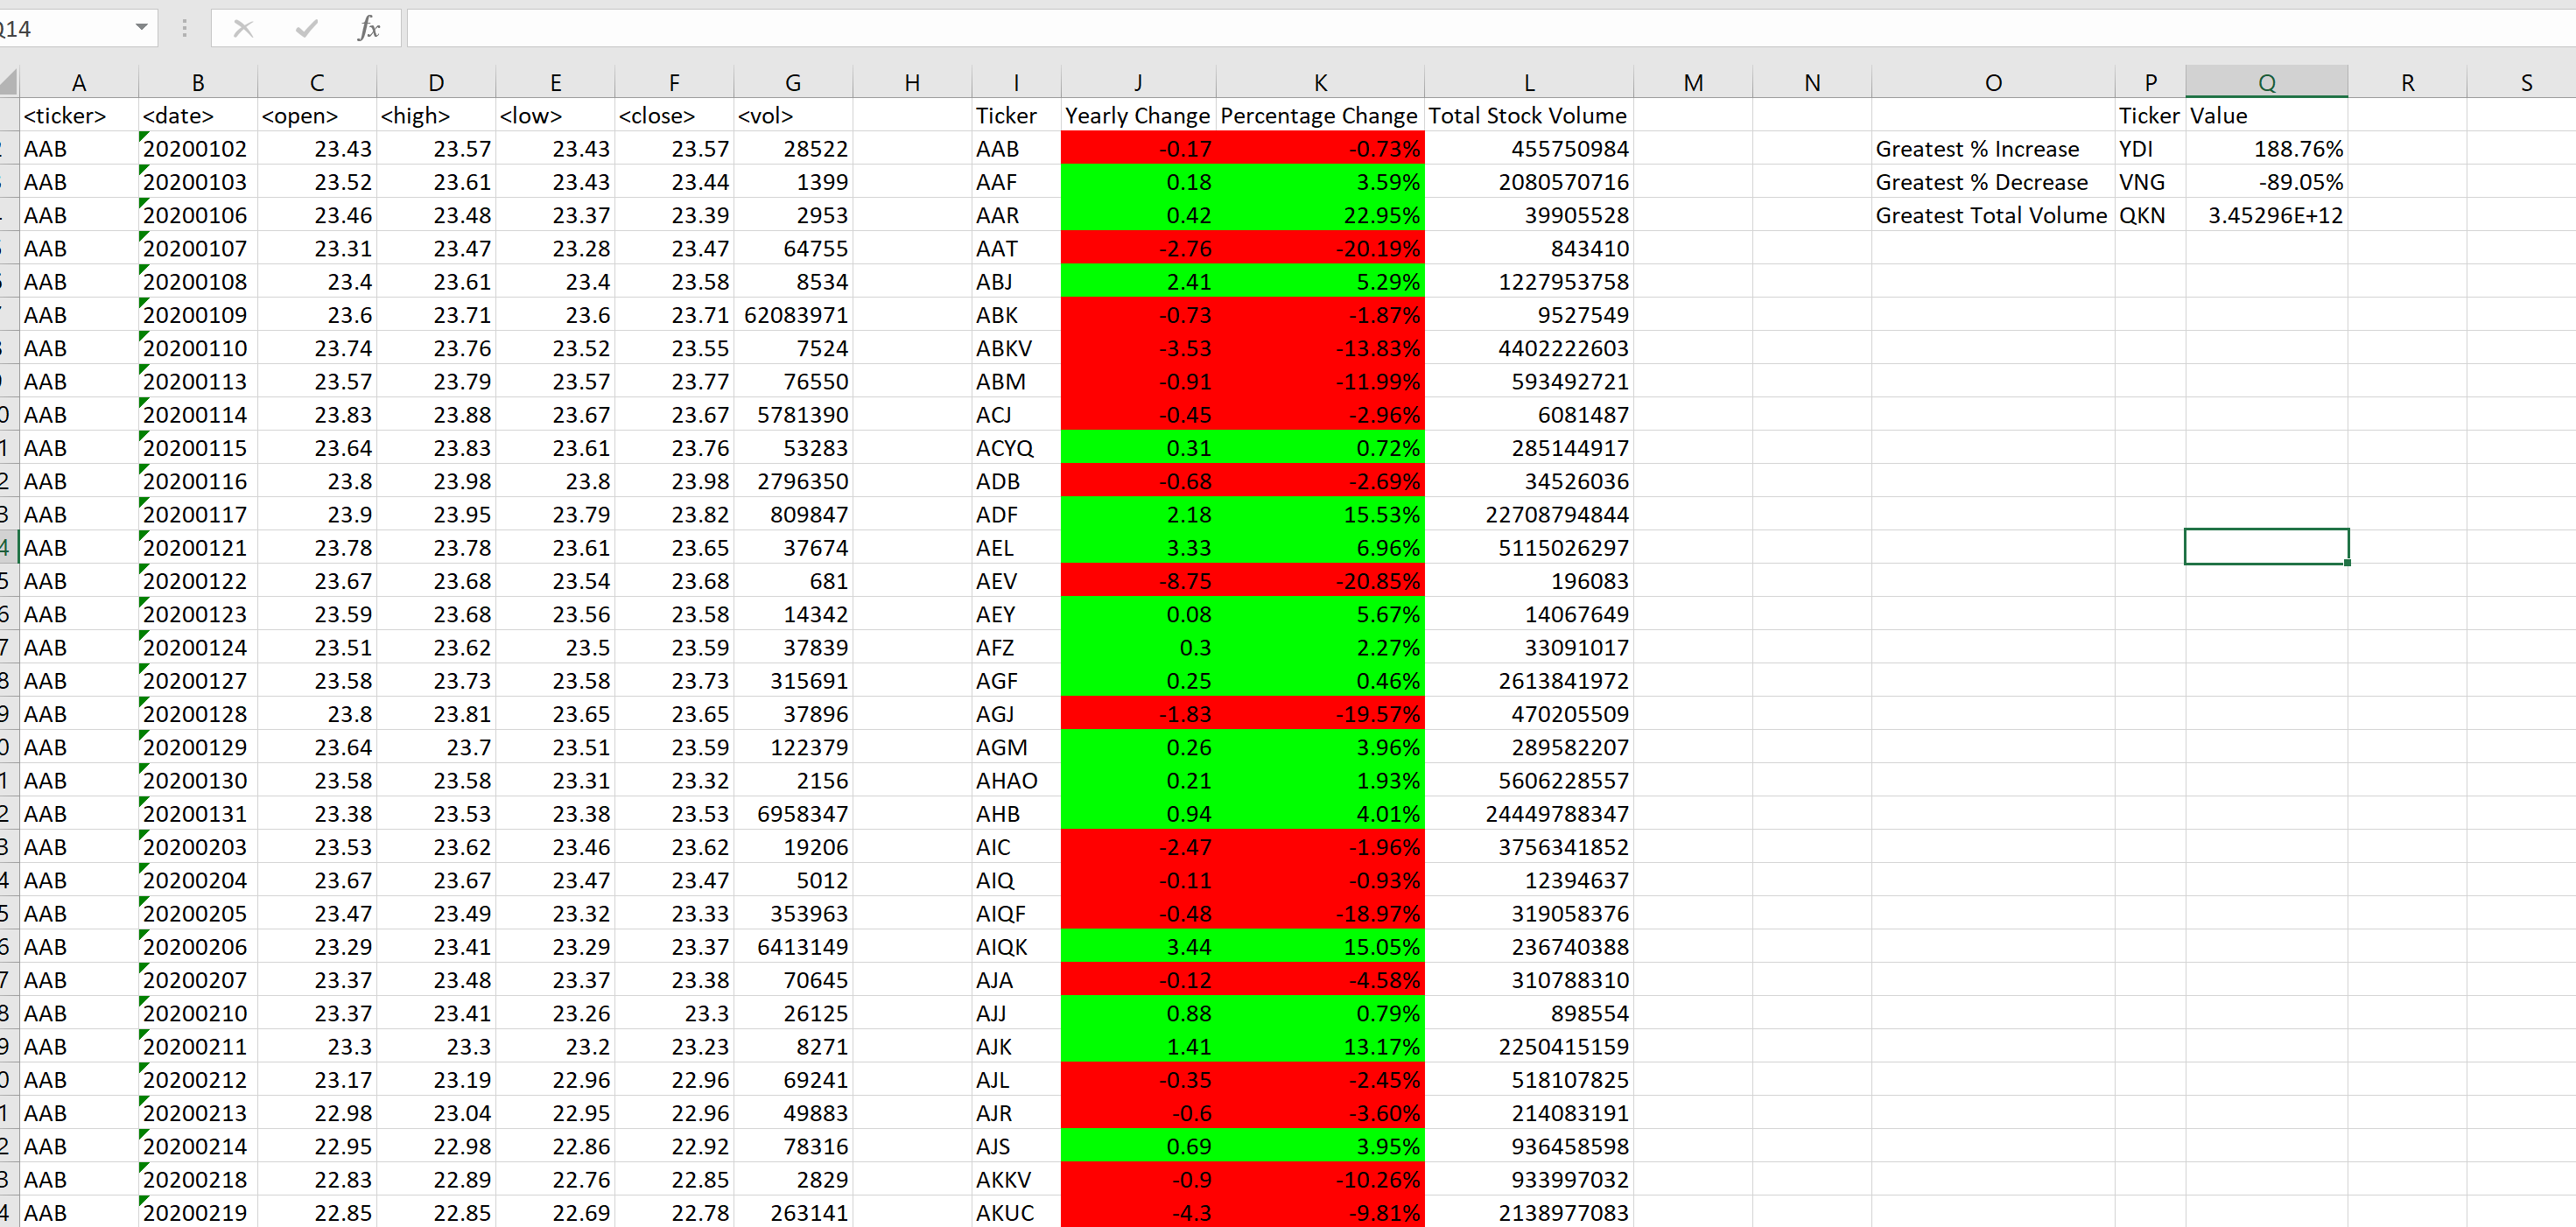 Q14 fx
A B C D E F G H I J K L M N O P Q R S
<ticker> <date> <open> <high> <low> <close> <vol> Ticker Yearly Change Percentage Change Total Stock Volume Ticker Value
AAB 20200102 23.43 23.57 23.43 23.57 28522 AAB -0.17 -0.73% 455750984 Greatest % Increase YDI 188.76%
AAB 20200103 23.52 23.61 23.43 23.44 1399 AAF 0.18 3.59% 2080570716 Greatest % Decrease VNG -89.05%
AAB 20200106 23.46 23.48 23.37 23.39 2953 AAR 0.42 22.95% 39905528 Greatest Total Volume QKN 3.45296E+12
AAB 20200107 23.31 23.47 23.28 23.47 64755 AAT -2.76 -20.19% 843410
AAB 20200108 23.4 23.61 23.4 23.58 8534 ABJ 2.41 5.29% 1227953758
AAB 20200109 23.6 23.71 23.6 23.71 62083971 ABK -0.73 -1.87% 9527549
AAB 20200110 23.74 23.76 23.52 23.55 7524 ABKV -3.53 -13.83% 4402222603
AAB 20200113 23.57 23.79 23.57 23.77 76550 ABM -0.91 -11.99% 593492721
AAB 20200114 23.83 23.88 23.67 23.67 5781390 ACJ -0.45 -2.96% 6081487
AAB 20200115 23.64 23.83 23.61 23.76 53283 ACYQ 0.31 0.72% 285144917
AAB 20200116 23.8 23.98 23.8 23.98 2796350 ADB -0.68 -2.69% 34526036
AAB 20200117 23.9 23.95 23.79 23.82 809847 ADF 2.18 15.53% 22708794844
AAB 20200121 23.78 23.78 23.61 23.65 37674 AEL 3.33 6.96% 5115026297
AAB 20200122 23.67 23.68 23.54 23.68 681 AEV -8.75 -20.85% 196083
AAB 20200123 23.59 23.68 23.56 23.58 14342 AEY 0.08 5.67% 14067649
AAB 20200124 23.51 23.62 23.5 23.59 37839 AFZ 0.3 2.27% 33091017
AAB 20200127 23.58 23.73 23.58 23.73 315691 AGF 0.25 0.46% 2613841972
AAB 20200128 23.8 23.81 23.65 23.65 37896 AGJ -1.83 -19.57% 470205509
AAB 20200129 23.64 23.7 23.51 23.59 122379 AGM 0.26 3.96% 289582207
AAB 20200130 23.58 23.58 23.31 23.32 2156 AHAO 0.21 1.93% 5606228557
AAB 20200131 23.38 23.53 23.38 23.53 6958347 AHB 0.94 4.01% 24449788347
AAB 20200203 23.53 23.62 23.46 23.62 19206 AIC -2.47 -1.96% 3756341852
AAB 20200204 23.67 23.67 23.47 23.47 5012 AIQ -0.11 -0.93% 12394637
AAB 20200205 23.47 23.49 23.32 23.33 353963 AIQF -0.48 -18.97% 319058376
AAB 20200206 23.29 23.41 23.29 23.37 6413149 AIQK 3.44 15.05% 236740388
AAB 20200207 23.37 23.48 23.37 23.38 70645 AJA -0.12 -4.58% 310788310
AAB 20200210 23.37 23.41 23.26 23.3 26125 AJJ 0.88 0.79% 898554
AAB 20200211 23.3 23.3 23.2 23.23 8271 AJK 1.41 13.17% 2250415159
AAB 20200212 23.17 23.19 22.96 22.96 69241 AJL -0.35 -2.45% 518107825
AAB 20200213 22.98 23.04 22.95 22.96 49883 AJR -0.6 -3.60% 214083191
AAB 20200214 22.95 22.98 22.86 22.92 78316 AJS 0.69 3.95% 936458598
AAB 20200218 22.83 22.89 22.76 22.85 2829 AKKV -0.9 -10.26% 933997032
AAB 20200219 22.85 22.85 22.69 22.78 263141 AKUC -4.3 -9.81% 2138977083